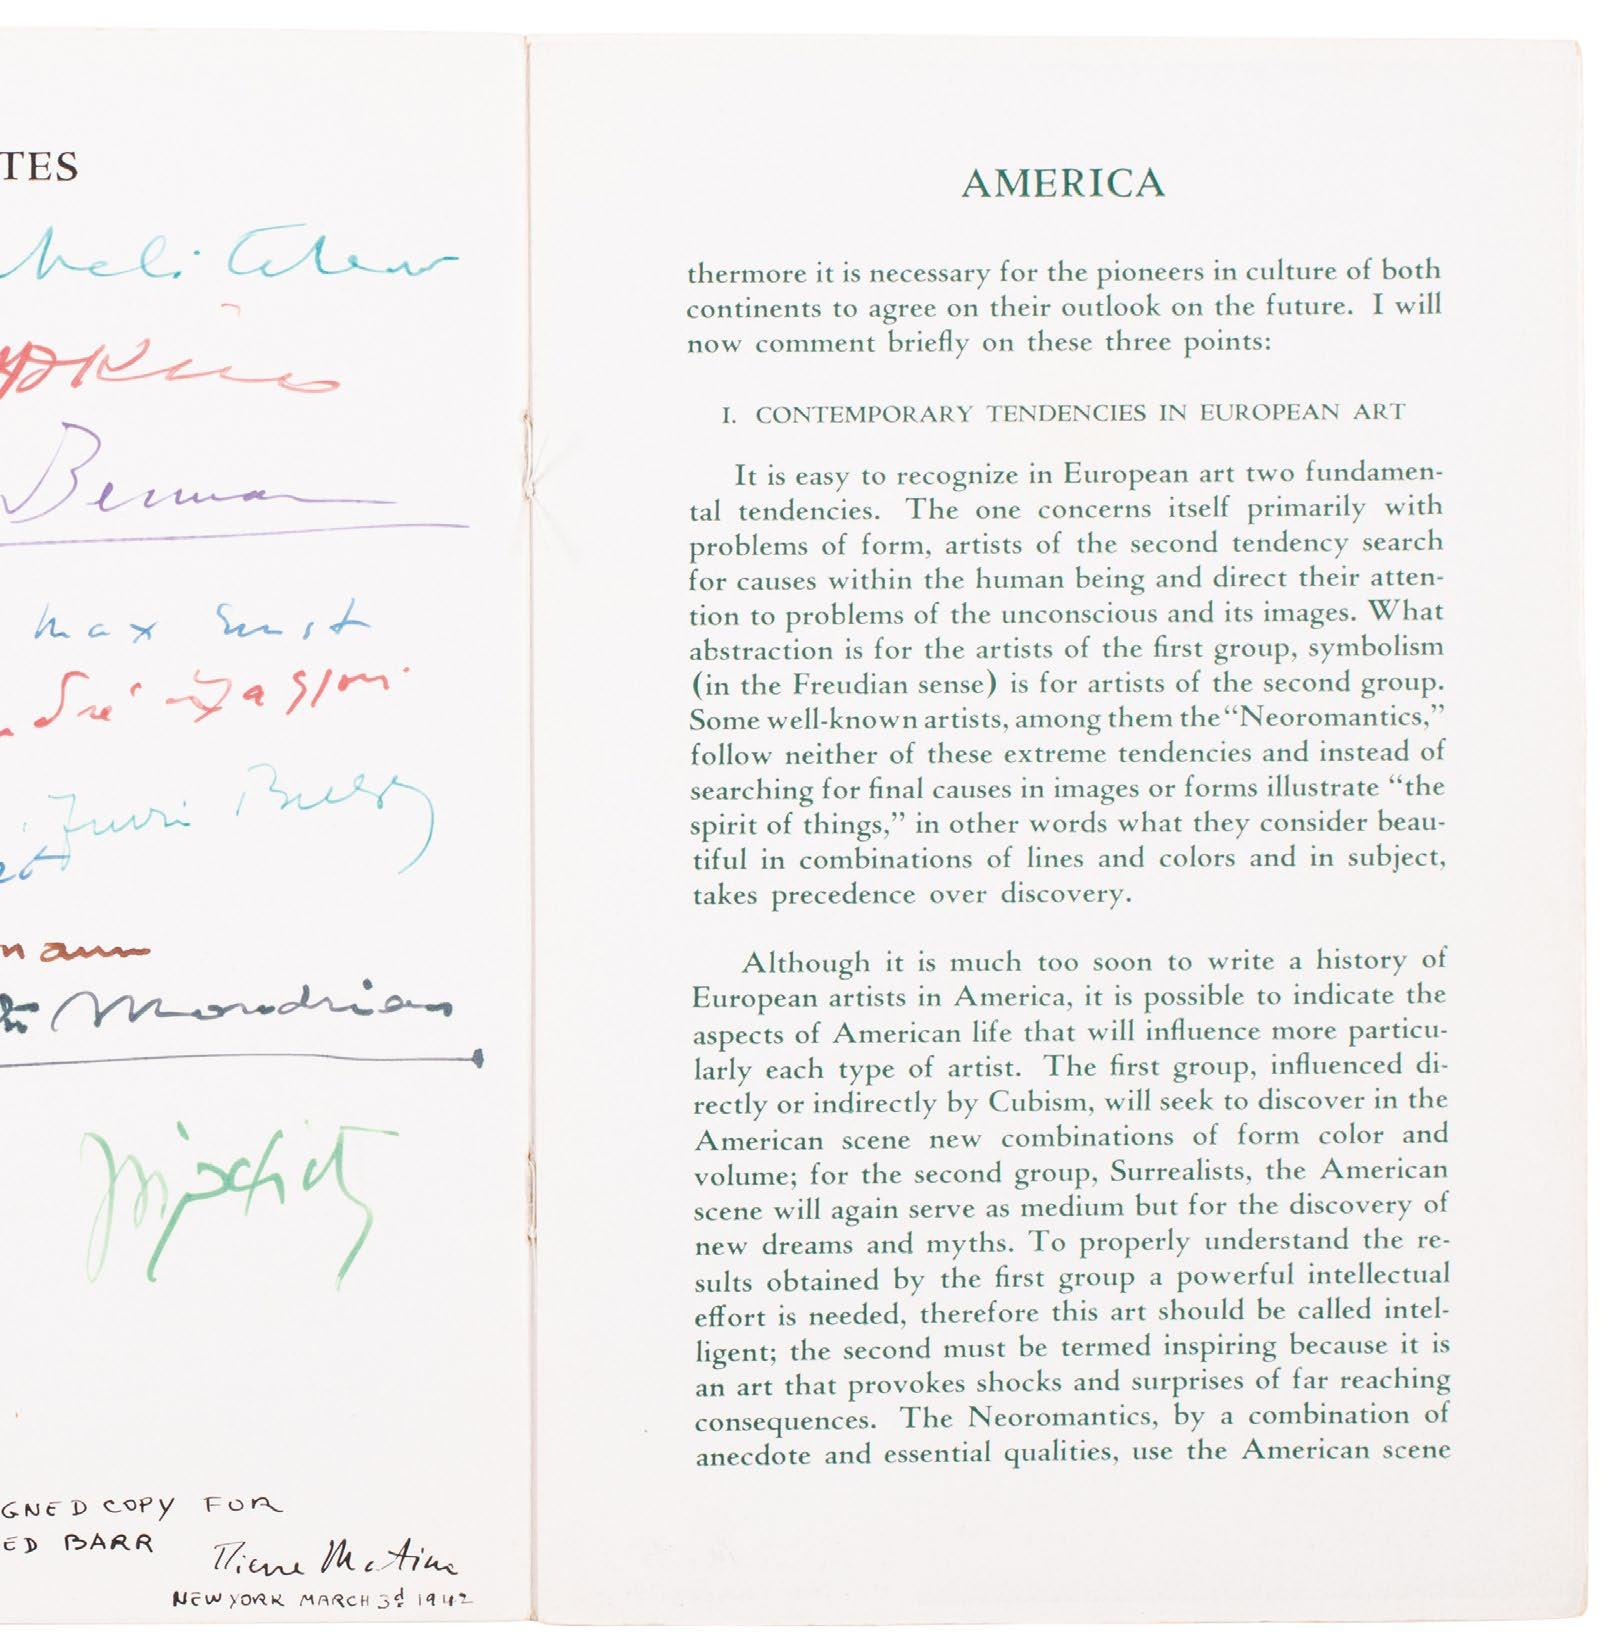 TES
Berman
max Ernst
Mondrian
GNED COPY FOR
ED BARR
Pierre Matisse
NEW YORK MARCH 3d 1942
AMERICA
thermore it is necessary for the pioneers in culture of both
continents to agree on their outlook on the future. I will
now comment briefly on these three points:
I. CONTEMPORARY TENDENCIES IN EUROPEAN ART
It is easy to recognize in European art two fundamen-
tal tendencies. The one concerns itself primarily with
problems of form, artists of the second tendency search
for causes within the human being and direct their atten-
tion to problems of the unconscious and its images. What
abstraction is for the artists of the first group, symbolism
(in the Freudian sense) is for artists of the second group.
Some well-known artists, among them the "Neoromantics,"
follow neither of these extreme tendencies and instead of
searching for final causes in images or forms illustrate "the
spirit of things," in other words what they consider beau-
tiful in combinations of lines and colors and in subject,
takes precedence over discovery.
Although it is much too soon to write a history of
European artists in America, it is possible to indicate the
aspects of American life that will influence more particu-
larly each type of artist. The first group, influenced di-
rectly or indirectly by Cubism, will seek to discover in the
American scene new combinations of form color and
volume; for the second group, Surrealists, the American
scene will again serve as medium but for the discovery of
new dreams and myths. To properly understand the re-
sults obtained by the first group a powerful intellectual
effort is needed, therefore this art should be called intel-
ligent; the second must be termed inspiring because it is
an art that provokes shocks and surprises of far reaching
consequences. The Neoromantics, by a combination of
anecdote and essential qualities, use the American scene